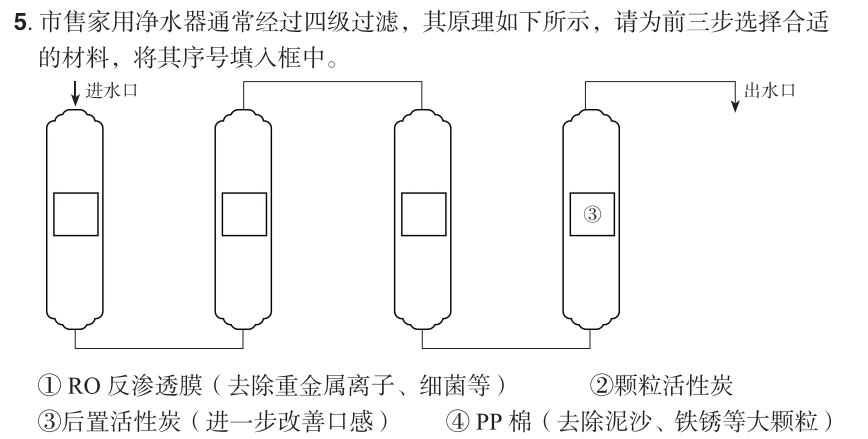 5. 市售家用净水器通常经过四级过滤，其原理如下所示，请为前三步选择合适
的材料，将其序号填入框中。
进水口
出水口
③
① RO 反渗透膜（去除重金属离子、细菌等）　②颗粒活性炭
③后置活性炭（进一步改善口感）　④ PP 棉（去除泥沙、铁锈等大颗粒）